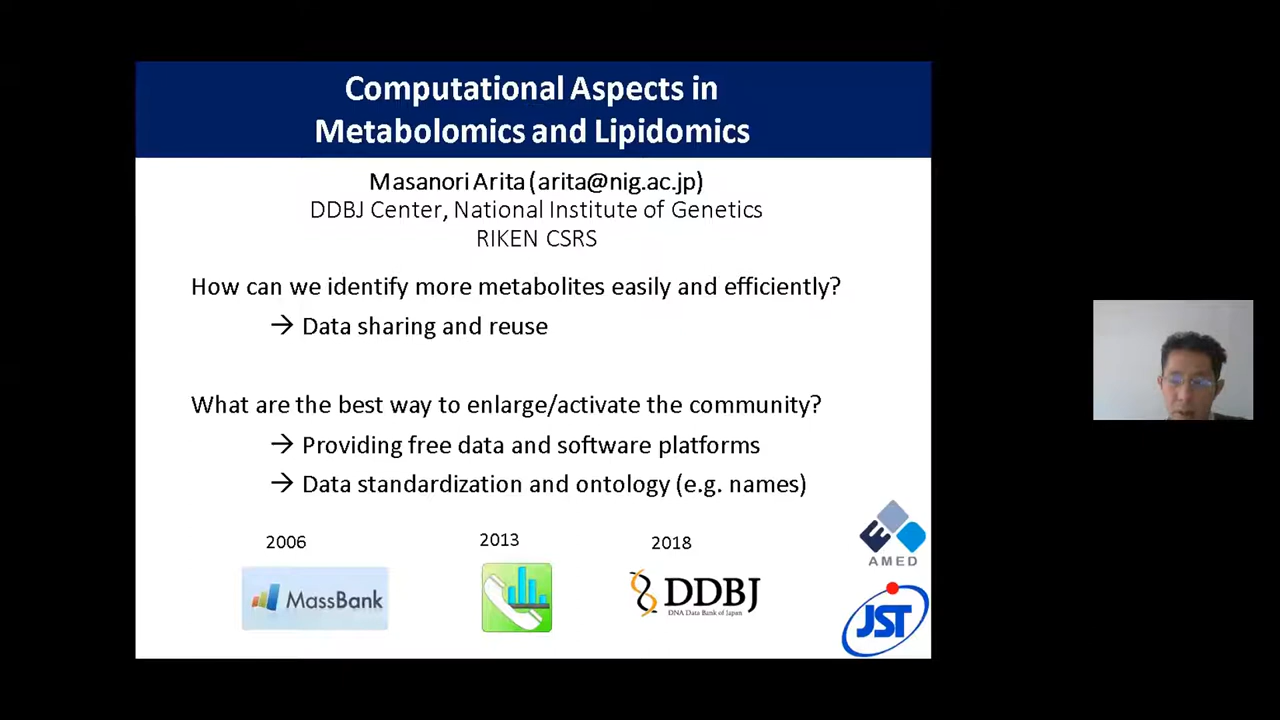 Computational Aspects in
Metabolomics and Lipidomics
Masanori Arita (arita@nig.ac.jp)
DDBJ Center, National Institute of Genetics
RIKEN CSRS
How can we identify more metabolites easily and efficiently?
→ Data sharing and reuse
What are the best way to enlarge/activate the community?
→ Providing free data and software platforms
→ Data standardization and ontology (e.g. names)
2006
2013
2018
MassBank
DDBJ
DNA Data Bank of Japan
AMED
JST